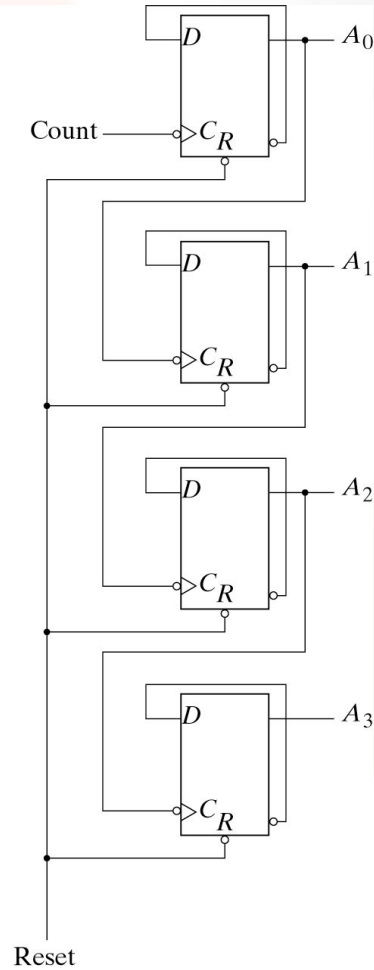 D A₀
Count C R
D A₁
C R
D A₂
C R
D A₃
C R
Reset